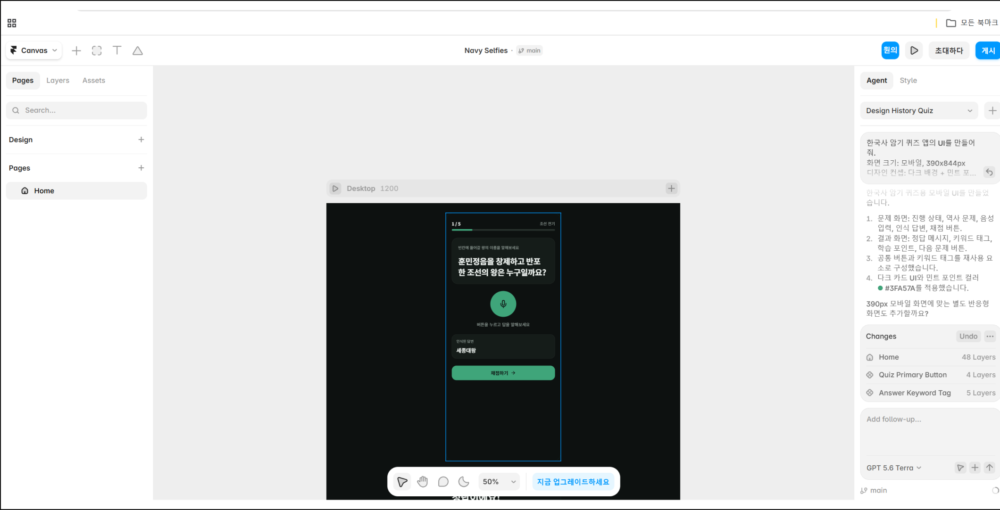 모든 북마크
Canvas
Navy Selfies · main
원의
초대하다
게시
Pages Layers Assets
Search...
Design
Pages
Home
Desktop 1200
1 / 5
조선 전기
빈칸에 들어갈 왕의 이름을 말해보세요
훈민정음을 창제하고 반포
한 조선의 왕은 누구일까요?
버튼을 누르고 답을 말해보세요
인식된 답변
세종대왕
채점하기 →
50%
지금 업그레이드하세요
Agent Style
Design History Quiz
한국사 암기 퀴즈 앱의 UI를 만들어
줘.
화면 크기: 모바일, 390x844px
디자인 컨셉: 다크 배경 + 민트 포...
한국사 암기 퀴즈용 모바일 UI를 만들었
습니다.
1. 문제 화면: 진행 상태, 역사 문제, 음성
입력, 인식 답변, 채점 버튼.
2. 결과 화면: 정답 메시지, 키워드 태그,
학습 포인트, 다음 문제 버튼.
3. 공통 버튼과 키워드 태그를 재사용 요
소로 구성했습니다.
4. 다크 카드 UI와 민트 포인트 컬러
#3FA57A를 적용했습니다.
390px 모바일 화면에 맞는 별도 반응형
화면도 추가할까요?
Changes
Undo
Home 48 Layers
Quiz Primary Button 4 Layers
Answer Keyword Tag 5 Layers
Add follow-up...
GPT 5.6 Terra
main